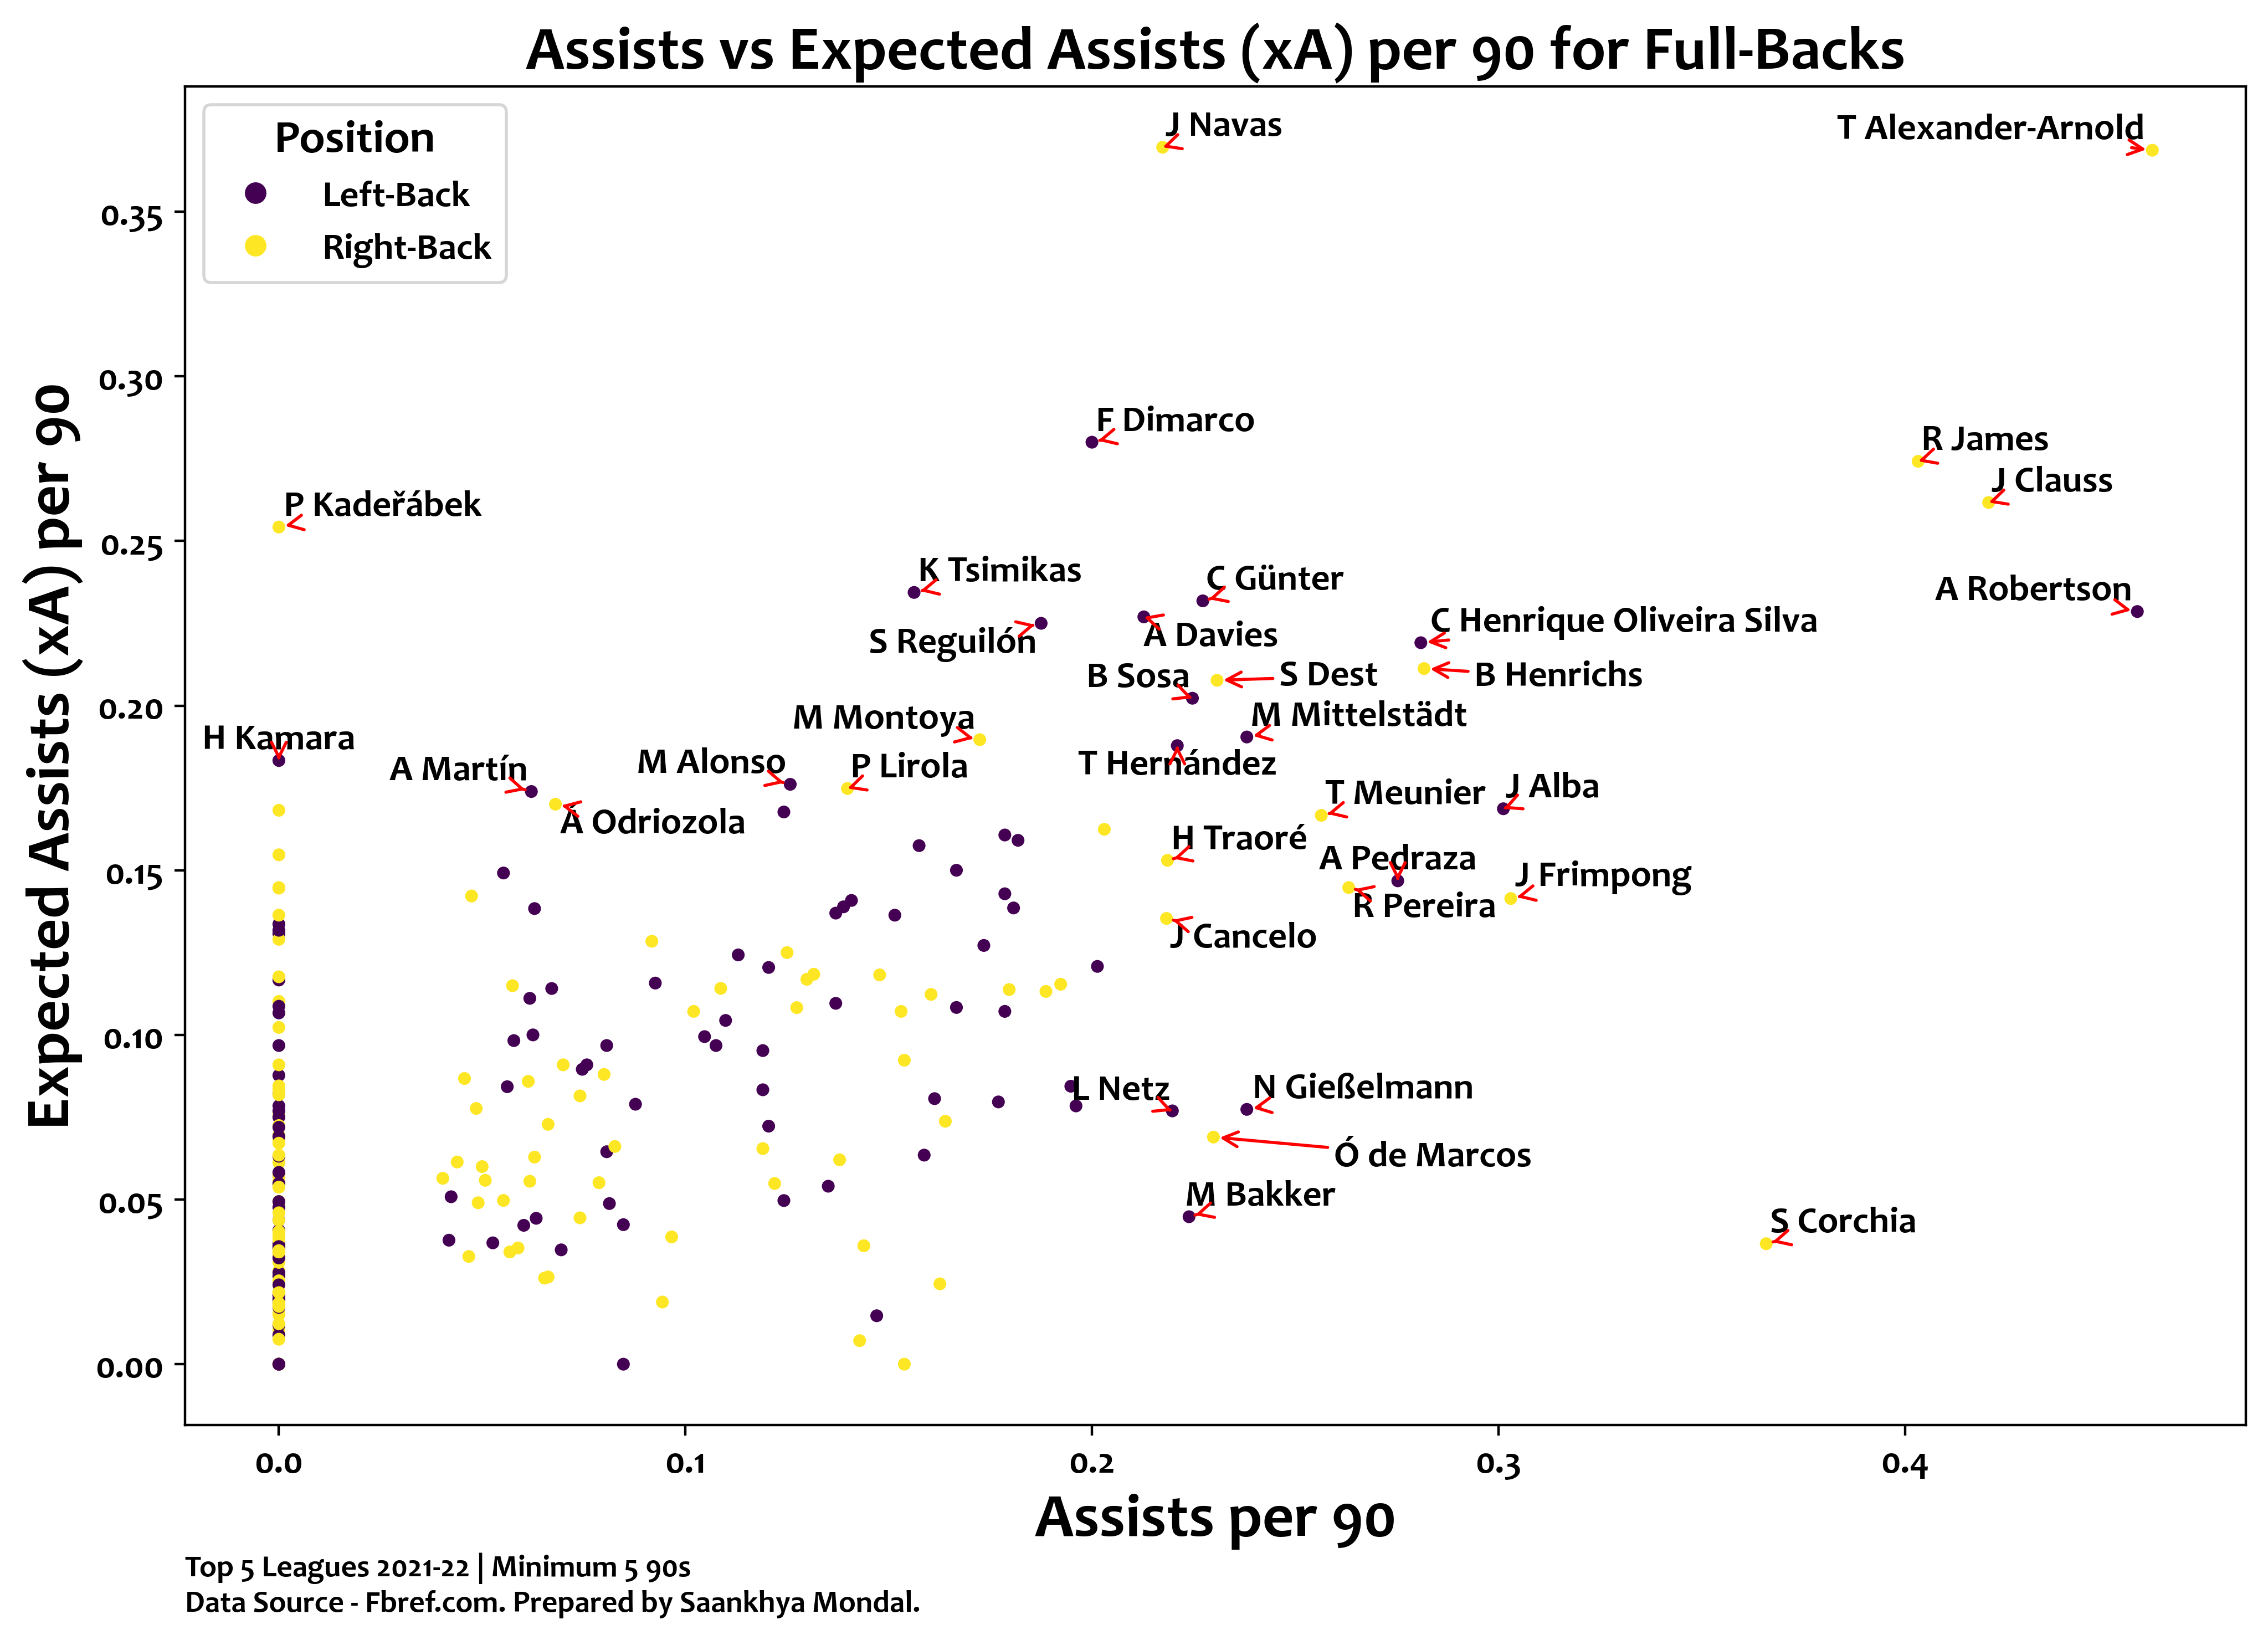 Assists vs Expected Assists (xA) per 90 for Full-Backs
Position
Left-Back
Right-Back
J Navas
T Alexander-Arnold
F Dimarco
R James
J Clauss
P Kadeřábek
K Tsimikas
C Günter
A Robertson
C Henrique Oliveira Silva
S Reguilón
A Davies
B Sosa
S Dest
B Henrichs
M Montoya
M Mittelstädt
H Kamara
T Hernández
A Martín
M Alonso
P Lirola
T Meunier
J Alba
Á Odriozola
H Traoré
A Pedraza
J Frimpong
R Pereira
J Cancelo
L Netz
N Gießelmann
Ó de Marcos
M Bakker
S Corchia
Expected Assists (xA) per 90
0.35
0.30
0.25
0.20
0.15
0.10
0.05
0.00
0.0 0.1 0.2 0.3 0.4
Assists per 90
Top 5 Leagues 2021-22 | Minimum 5 90s
Data Source - Fbref.com. Prepared by Saankhya Mondal.